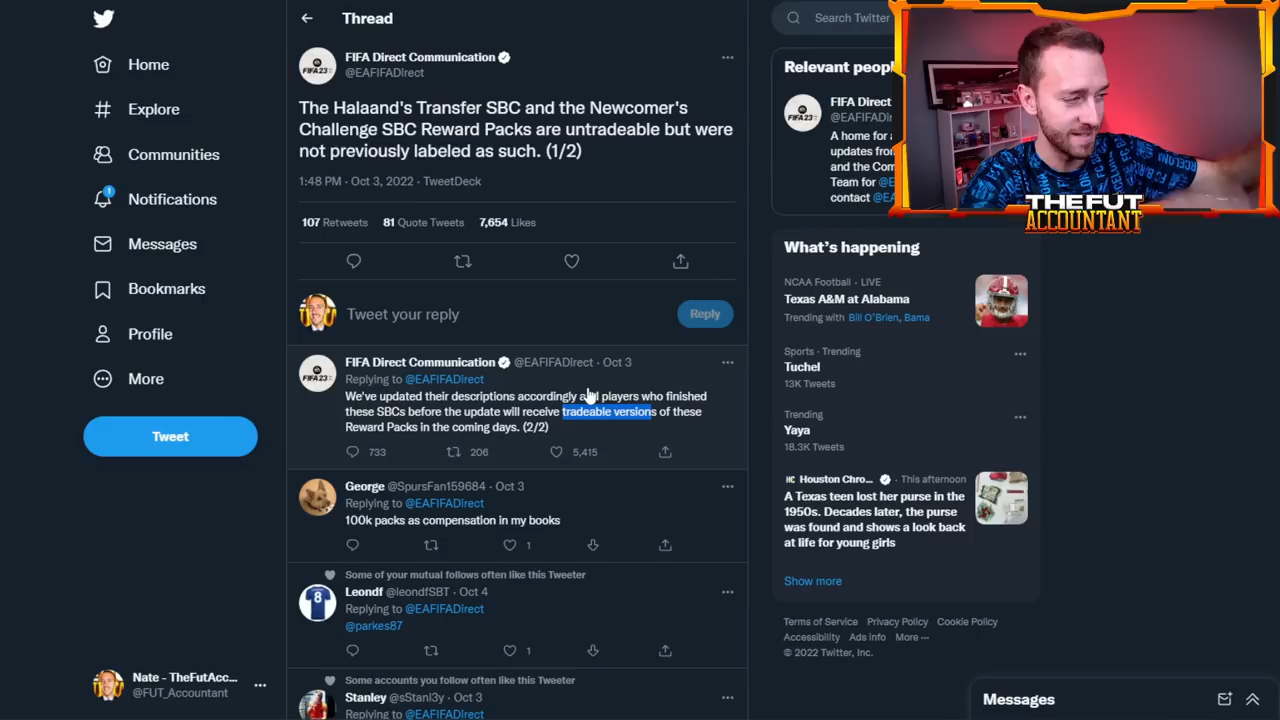 Home
Explore
Communities
1
Notifications
Messages
Bookmarks
Profile
More
Tweet
Nate - TheFutAcc...
@FUT_Accountant
Thread
FIFA 23
FIFA Direct Communication
@EAFIFADirect
The Halaand's Transfer SBC and the Newcomer's
Challenge SBC Reward Packs are untradeable but were
not previously labeled as such. (1/2)
1:48 PM · Oct 3, 2022 · TweetDeck
107 Retweets 81 Quote Tweets 7,654 Likes
Tweet your reply
Reply
FIFA 23
FIFA Direct Communication @EAFIFADirect · Oct 3
Replying to @EAFIFADirect
We've updated their descriptions accordingly and players who finished
these SBCs before the update will receive tradeable versions of these
Reward Packs in the coming days. (2/2)
733 206 5,415
George @SpursFan159684 · Oct 3
Replying to @EAFIFADirect
100k packs as compensation in my books
1
Some of your mutual follows often like this Tweeter
8
Leondf @leondfSBT · Oct 4
Replying to @EAFIFADirect
@parkes87
1
Some accounts you follow often like this Tweeter
Stanley @sStanl3y · Oct 3
Replying to @EAFIFADirect
Search Twitter
Relevant peopl
FIFA 23
FIFA Direct
@EAFIFADir
A home for a
updates fron
and the Com
Team for @E
contact @EA
THE FUT
ACCOUNTANT
What's happening
NCAA Football · LIVE
Texas A&M at Alabama
Trending with Bill O'Brien, Bama
Sports · Trending
Tuchel
13K Tweets
Trending
Yaya
18.3K Tweets
HC Houston Chro... · This afternoon
A Texas teen lost her purse in the
1950s. Decades later, the purse
was found and shows a look back
at life for young girls
Show more
Terms of Service Privacy Policy Cookie Policy
Accessibility Ads info More ···
© 2022 Twitter, Inc.
Messages